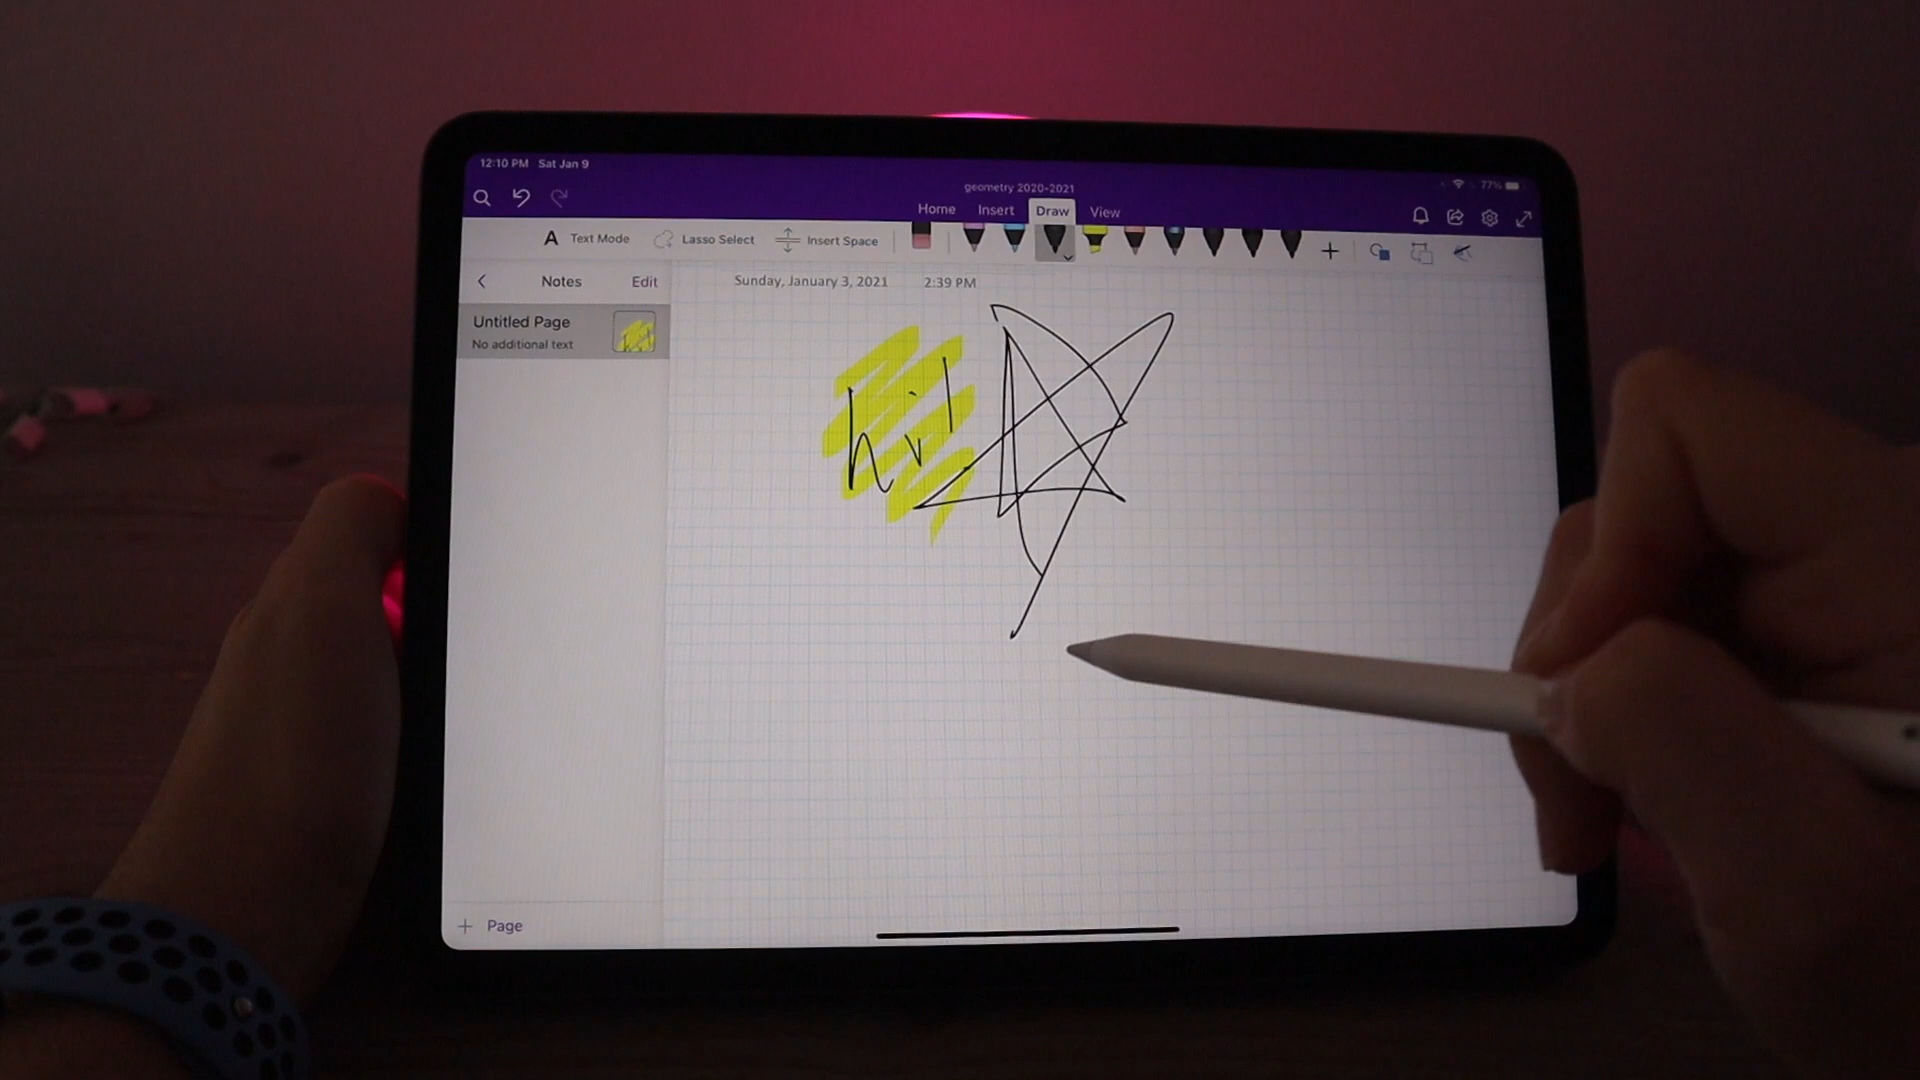 12:10 PM Sat Jan 9
77%
geometry 2020-2021
Home Insert Draw View
A Text Mode Lasso Select Insert Space
Notes Edit
Sunday, January 3, 2021 2:39 PM
Untitled Page
No additional text
hi!
+ Page